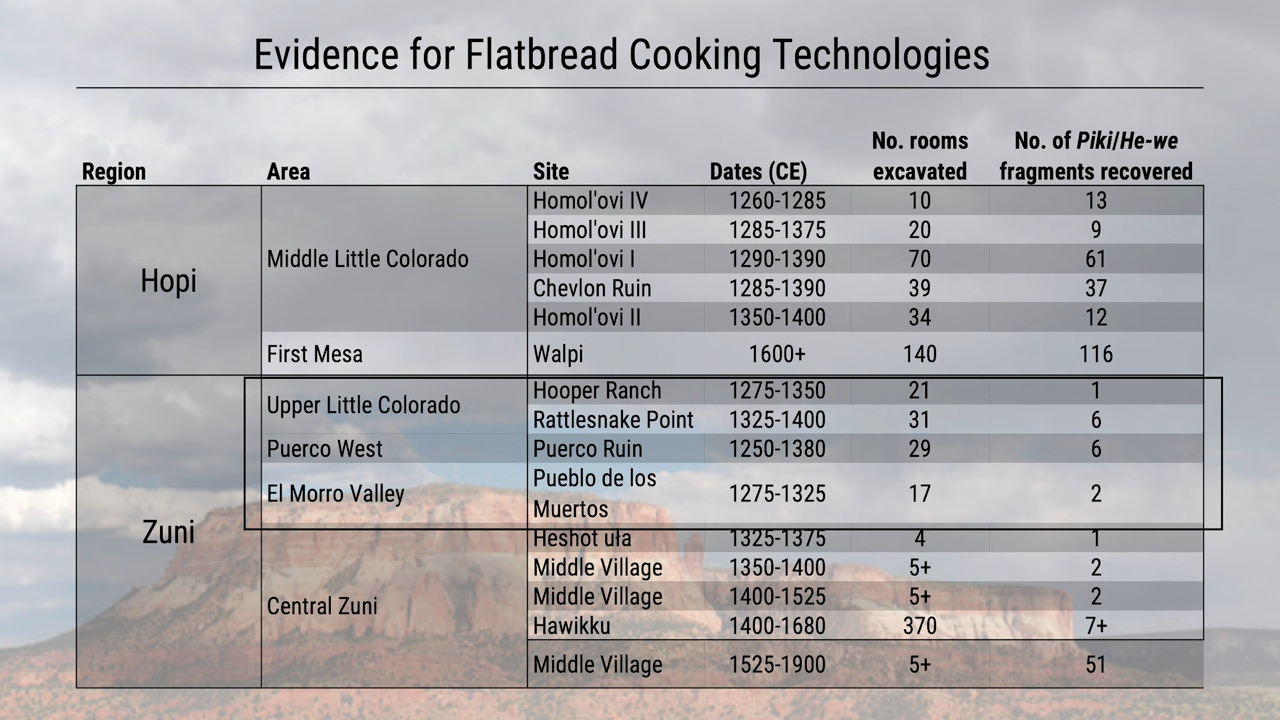 Evidence for Flatbread Cooking Technologies
Region Area Site Dates (CE) No. rooms excavated No. of Piki/He-we fragments recovered
Hopi
Middle Little Colorado
Homol'ovi IV 1260-1285 10 13
Homol'ovi III 1285-1375 20 9
Homol'ovi I 1290-1390 70 61
Chevlon Ruin 1285-1390 39 37
Homol'ovi II 1350-1400 34 12
First Mesa Walpi 1600+ 140 116
Zuni
Upper Little Colorado
Hooper Ranch 1275-1350 21 1
Rattlesnake Point 1325-1400 31 6
Puerco West Puerco Ruin 1250-1380 29 6
El Morro Valley Pueblo de los Muertos 1275-1325 17 2
Central Zuni
Heshot uła 1325-1375 4 1
Middle Village 1350-1400 5+ 2
Middle Village 1400-1525 5+ 2
Hawikku 1400-1680 370 7+
Middle Village 1525-1900 5+ 51